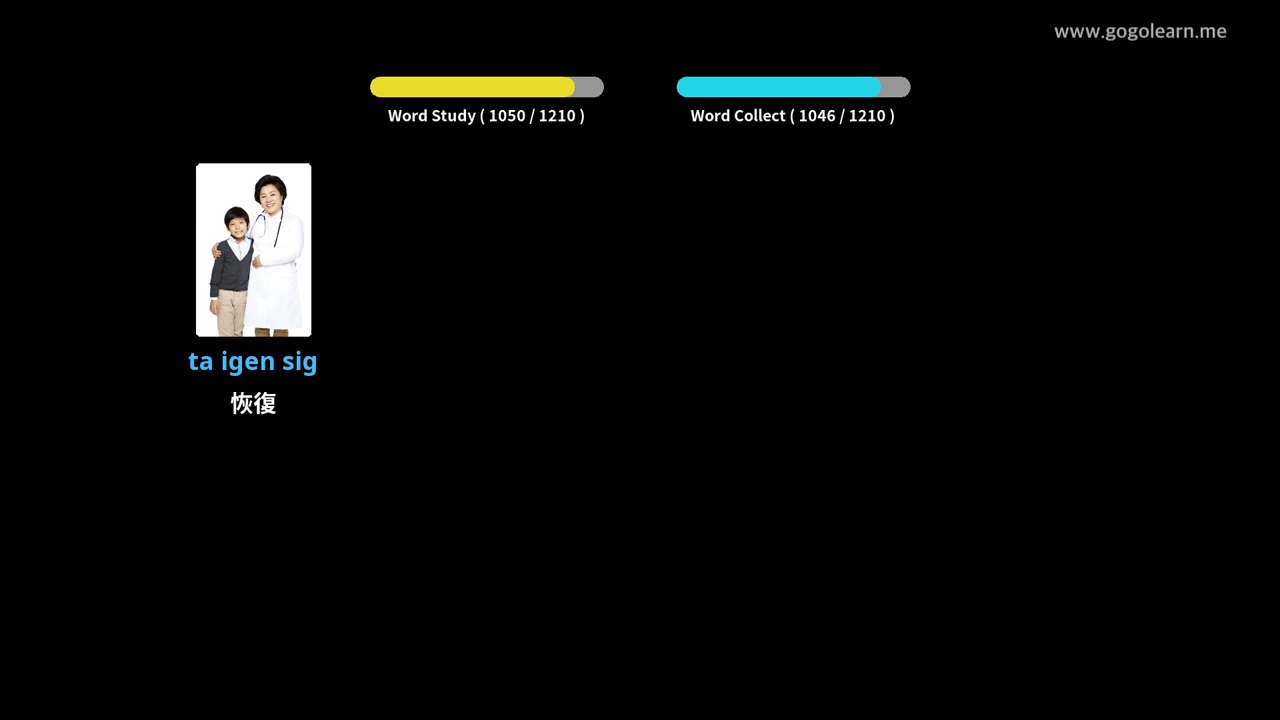 www.gogolearn.me
Word Study ( 1050 / 1210 )
Word Collect ( 1046 / 1210 )
ta igen sig
恢復